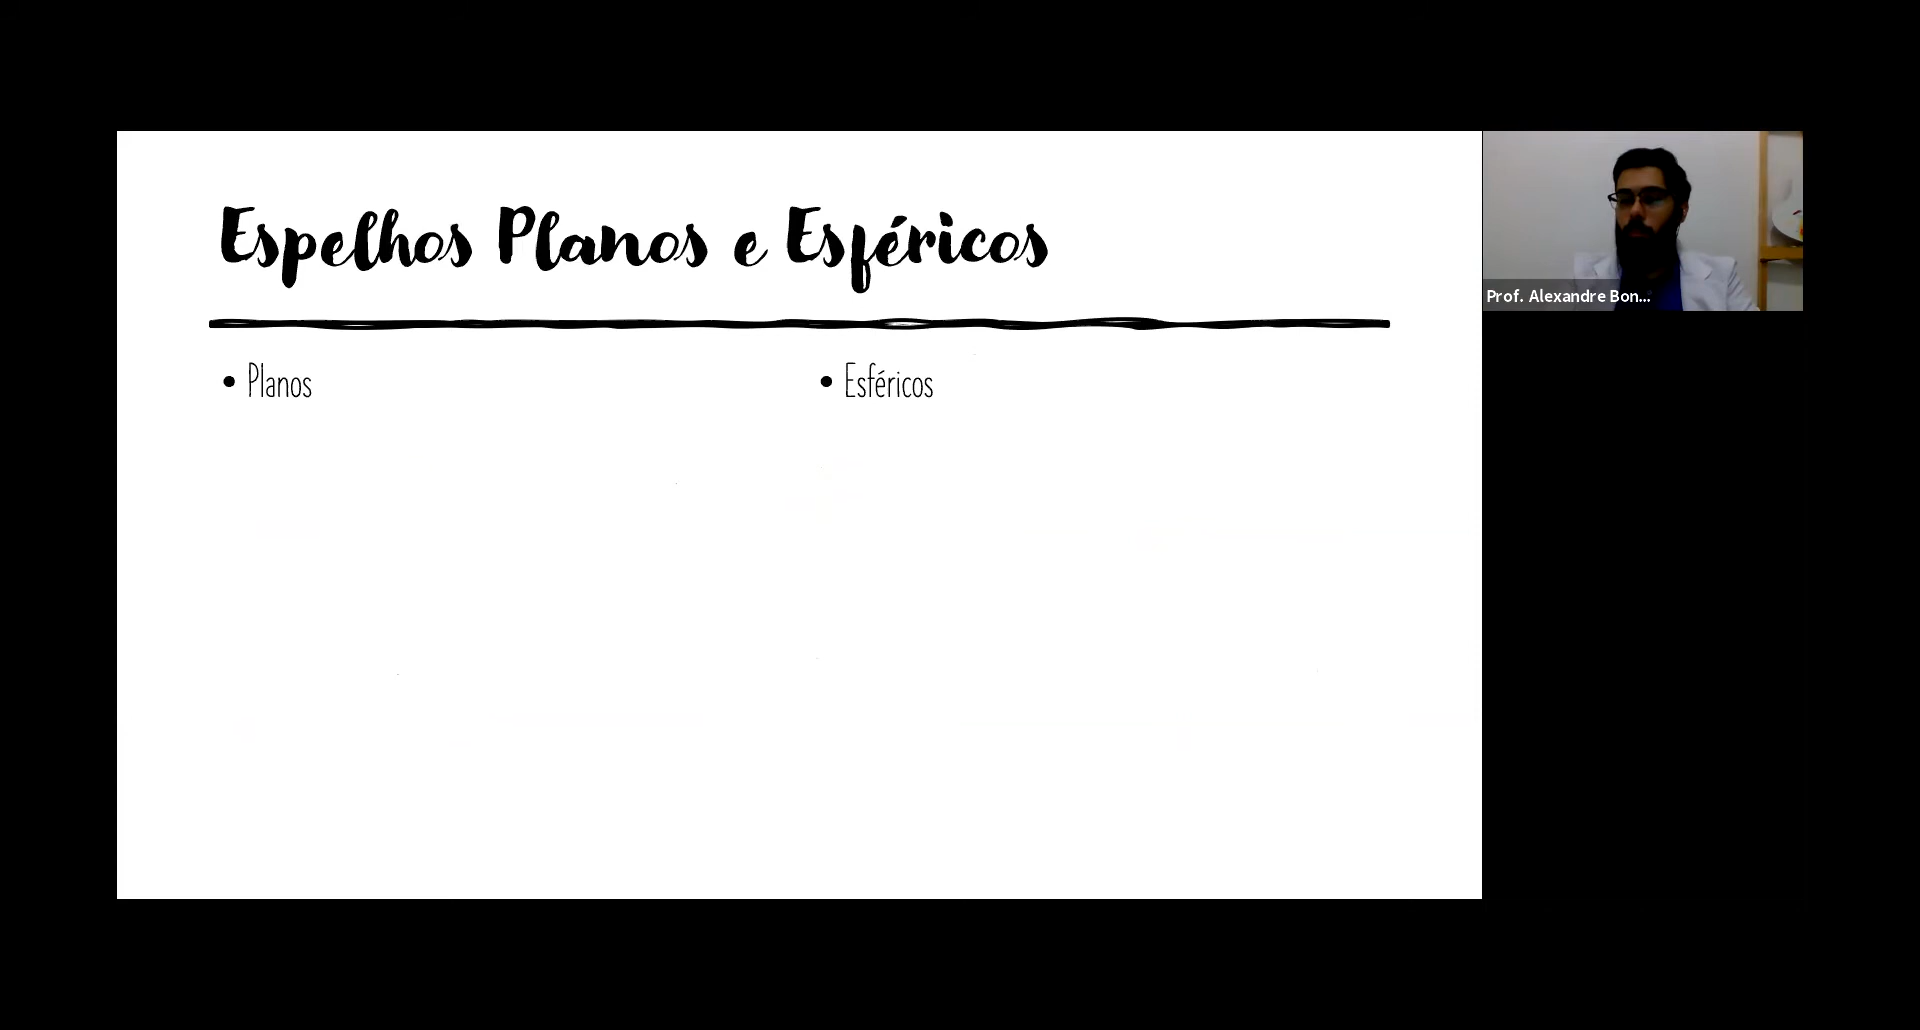 Espelhos Planos e Esféricos
• Planos
• Esféricos
Prof. Alexandre Bon...